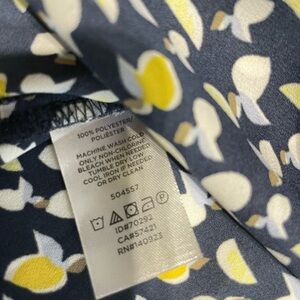 100% POLYESTER/
POLIÉSTER
MACHINE WASH COLD
ONLY NON-CHLORINE
BLEACH WHEN NEEDED
TUMBLE DRY LOW
COOL IRON IF NEEDED
OR DRY CLEAN
504557
ID#70292
CA#57421
RN#140923